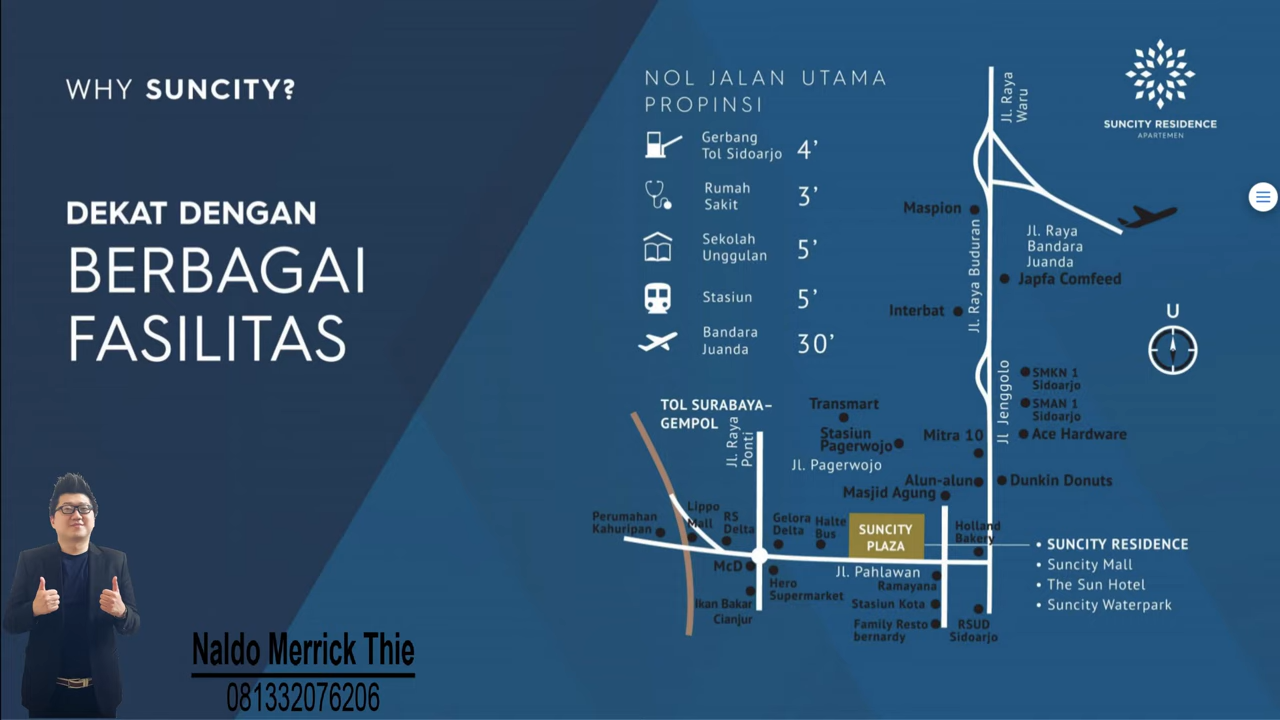 WHY SUNCITY?
DEKAT DENGAN
BERBAGAI
FASILITAS
Naldo Merrick Thie
081332076206
NOL JALAN UTAMA
PROPINSI
Gerbang
Tol Sidoarjo 4’
Rumah
Sakit 3’
Sekolah
Unggulan 5’
Stasiun 5’
Bandara
Juanda 30’
SUNCITY RESIDENCE
APARTEMEN
Jl. Raya
Waru
Maspion
Jl. Raya Buduran
Jl. Raya
Bandara
Juanda
Japfa Comfeed
Interbat
U
Jl Jenggolo
SMKN 1
Sidoarjo
SMAN 1
Sidoarjo
Ace Hardware
TOL SURABAYA–
GEMPOL
Jl. Raya
Ponti
Transmart
Stasiun
Pagerwojo
Mitra 10
Jl. Pagerwojo
Alun-alun
Dunkin Donuts
Masjid Agung
Perumahan
Kahuripan
Lippo
Mall
RS
Delta
Gelora
Delta
Halte
Bus
SUNCITY
PLAZA
Holland
Bakery
McD
Jl. Pahlawan
Hero
Supermarket
Ramayana
Ikan Bakar
Cianjur
Stasiun Kota
Family Resto
bernardy
RSUD
Sidoarjo
• SUNCITY RESIDENCE
• Suncity Mall
• The Sun Hotel
• Suncity Waterpark